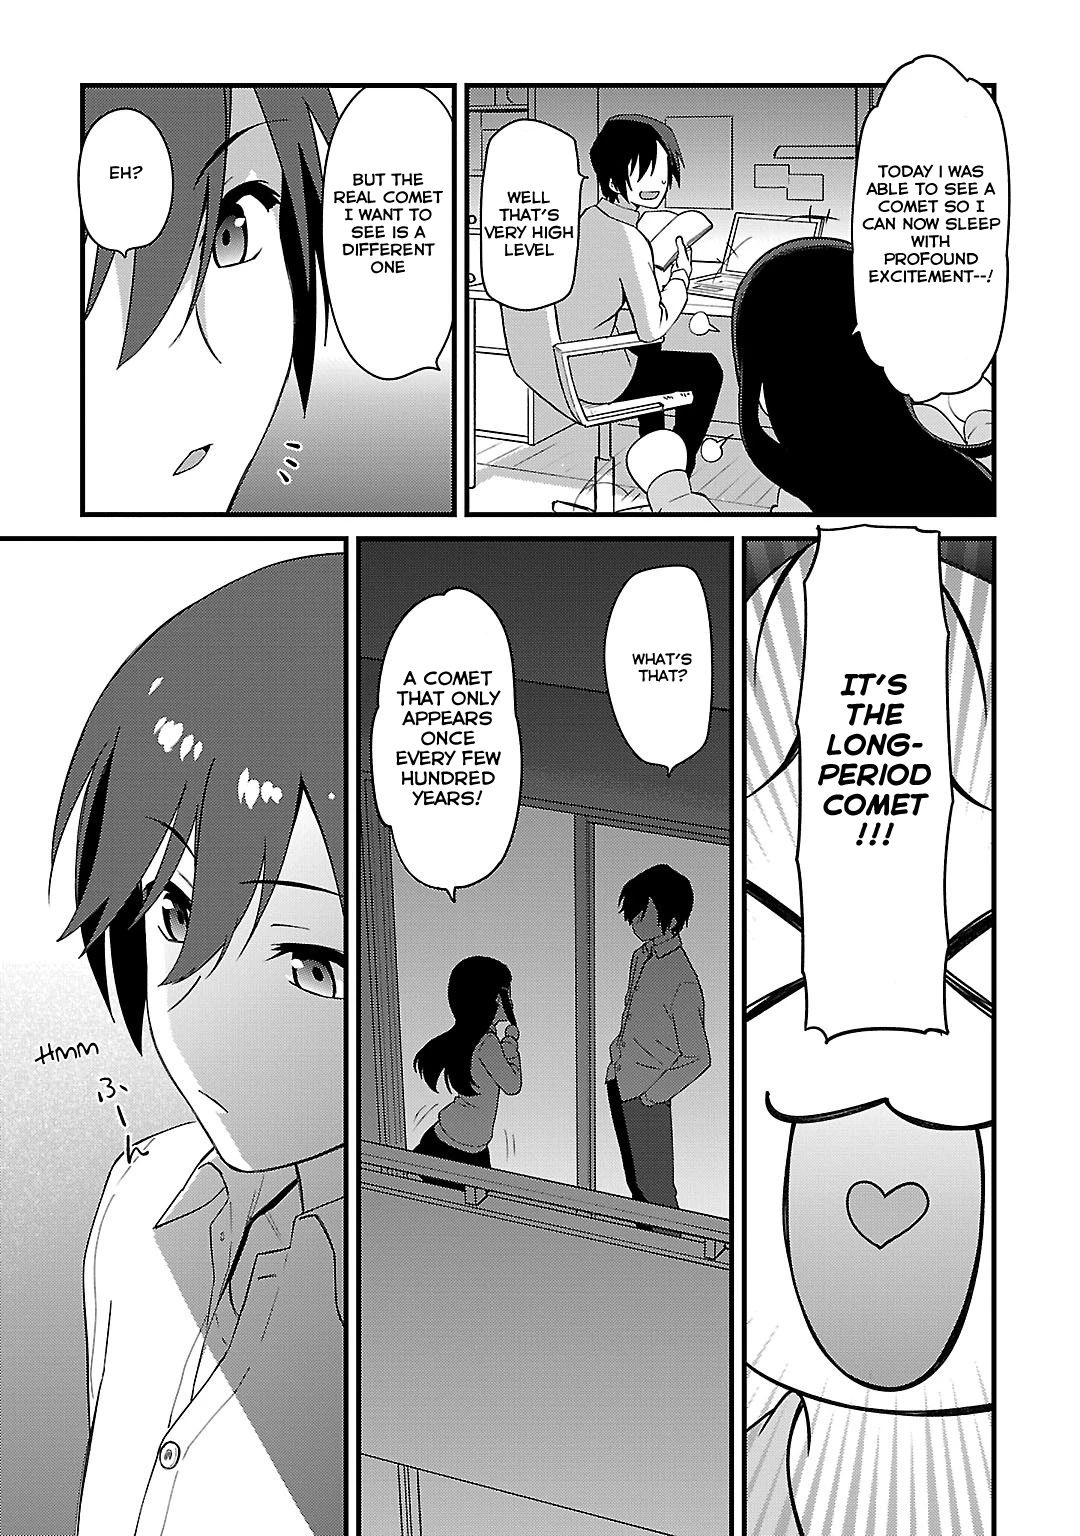 TODAY I WAS
ABLE TO SEE A
COMET SO I
CAN NOW SLEEP
WITH
PROFOUND
EXCITEMENT--!
WELL
THAT'S
VERY HIGH
LEVEL
BUT THE
REAL COMET
I WANT TO
SEE IS A
DIFFERENT
ONE
EH?
IT'S
THE
LONG-
PERIOD
COMET
!!!
WHAT'S
THAT?
A COMET
THAT ONLY
APPEARS
ONCE
EVERY FEW
HUNDRED
YEARS!
HMM
ふーん